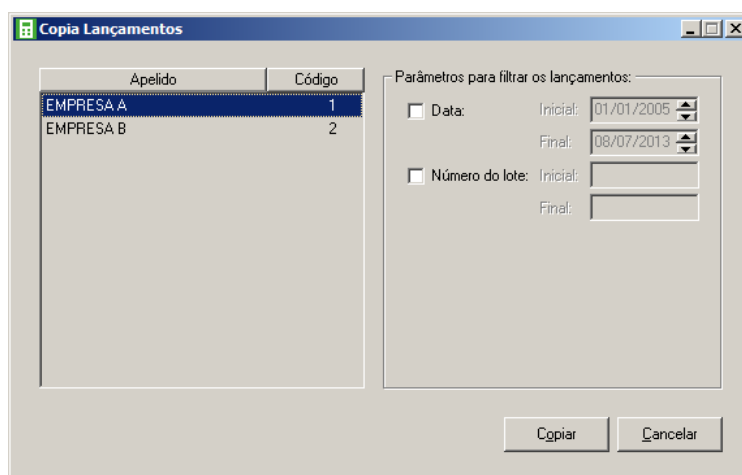 Copia Lançamentos
Apelido Código
EMPRESA A 1
EMPRESA B 2
Parâmetros para filtrar os lançamentos:
Data: Inicial: 01/01/2005
Final: 08/07/2013
Número do lote: Inicial:
Final:
Copiar Cancelar